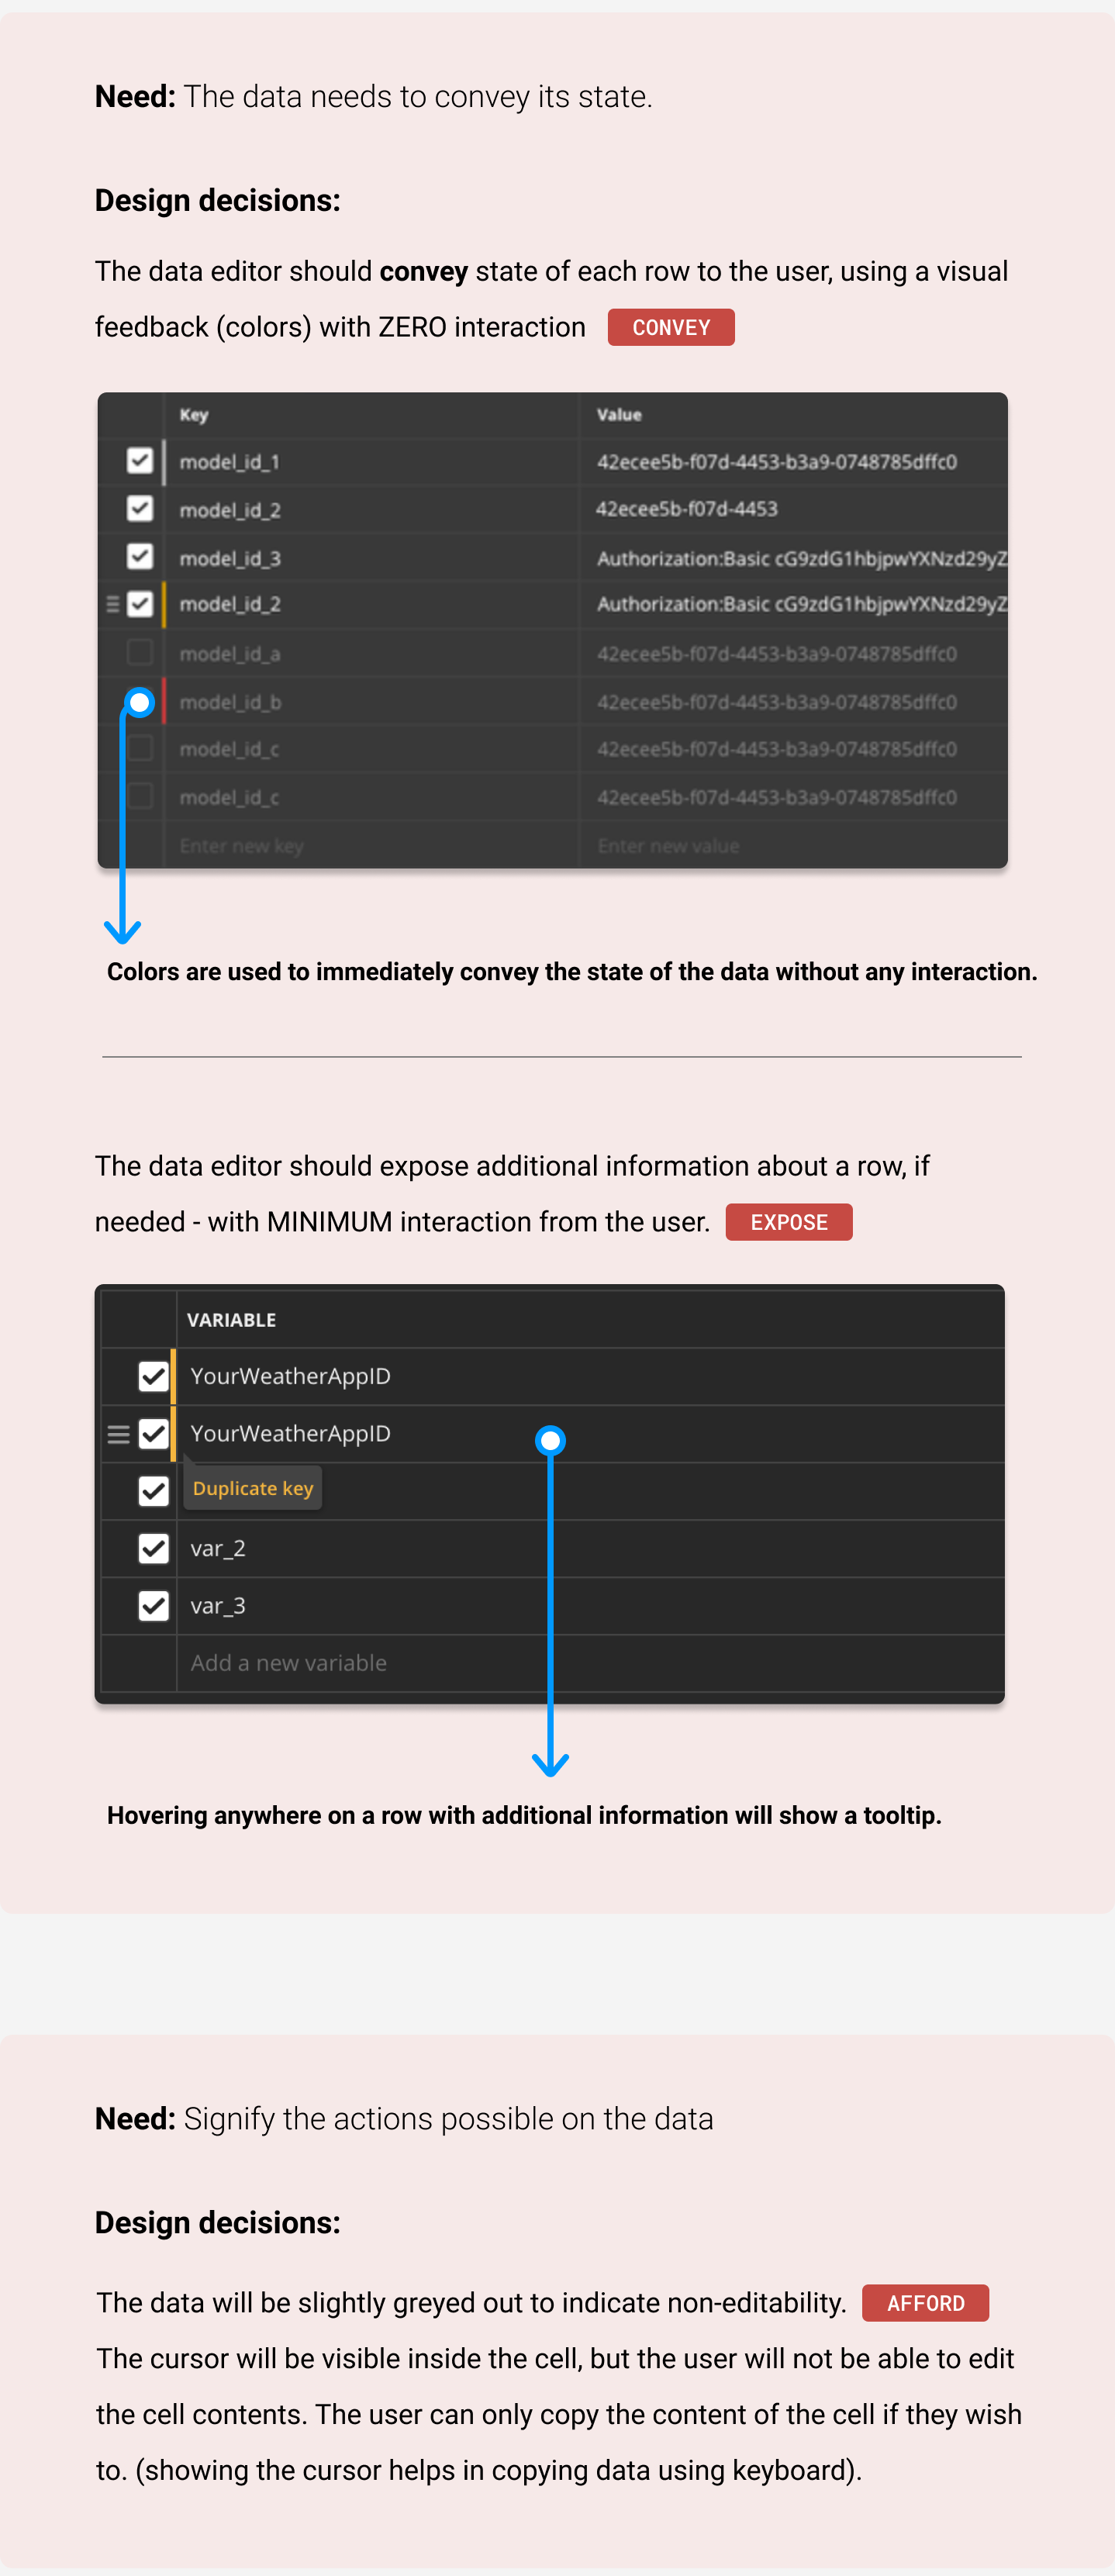 Need: The data needs to convey its state.
Design decisions:
The data editor should convey state of each row to the user, using a visual
feedback (colors) with ZERO interaction CONVEY
Key Value
model_id_1 42ecee5b-f07d-4453-b3a9-0748785dffc0
model_id_2 42ecee5b-f07d-4453
model_id_3 Authorization:Basic cG9zdG1hbjpwYXNzd29yZ
model_id_2 Authorization:Basic cG9zdG1hbjpwYXNzd29yZ
model_id_a 42ecee5b-f07d-4453-b3a9-0748785dffc0
model_id_b 42ecee5b-f07d-4453-b3a9-0748785dffc0
model_id_c 42ecee5b-f07d-4453-b3a9-0748785dffc0
model_id_c 42ecee5b-f07d-4453-b3a9-0748785dffc0
Enter new key Enter new value
Colors are used to immediately convey the state of the data without any interaction.
The data editor should expose additional information about a row, if
needed - with MINIMUM interaction from the user. EXPOSE
VARIABLE
YourWeatherAppID
YourWeatherAppID
Duplicate key
var_2
var_3
Add a new variable
Hovering anywhere on a row with additional information will show a tooltip.
Need: Signify the actions possible on the data
Design decisions:
The data will be slightly greyed out to indicate non-editability. AFFORD
The cursor will be visible inside the cell, but the user will not be able to edit
the cell contents. The user can only copy the content of the cell if they wish
to. (showing the cursor helps in copying data using keyboard).